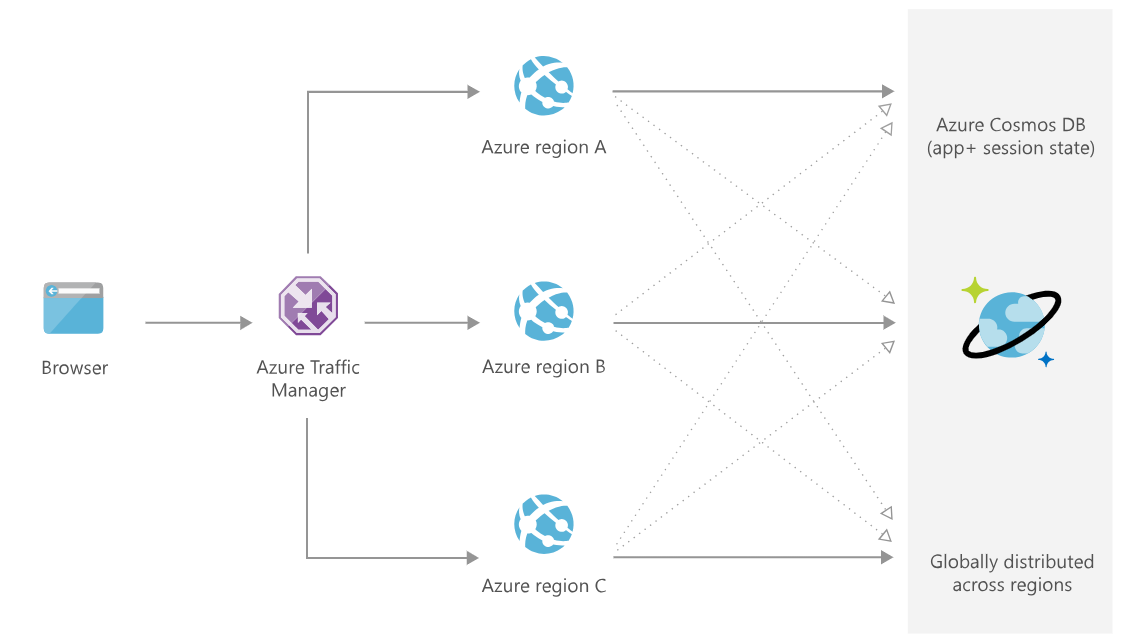 Azure region A
Azure Cosmos DB
(app+ session state)
Browser
Azure Traffic
Manager
Azure region B
Azure region C
Globally distributed
across regions